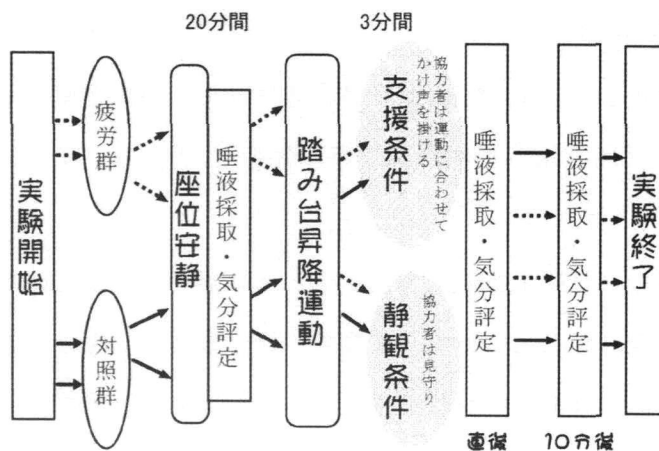 20分間
3分間
実験開始
疲労群
対照群
座位安静
唾液採取・気分評定
踏み台昇降運動
支援条件
協力者は運動に合わせて
かけ声を掛ける
静観条件
協力者は見守り
唾液採取・気分評定
直後
唾液採取・気分評定
10分後
実験終了